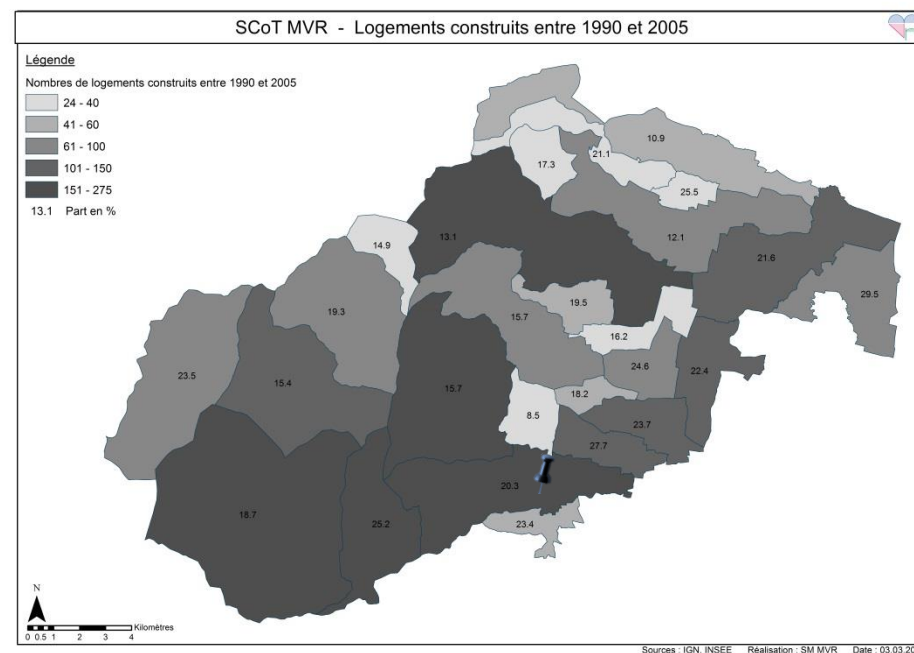 SCoT MVR - Logements construits entre 1990 et 2005
Légende
Nombres de logements construits entre 1990 et 2005
24 - 40
41 - 60
61 - 100
101 - 150
151 - 275
13.1 Part en %
10.9
21.1
17.3
25.5
13.1
12.1
14.9
21.6
29.5
19.5
19.3
15.7
16.2
24.6
22.4
23.5
15.4
15.7
18.2
8.5
23.7
27.7
20.3
18.7
25.2
23.4
N
0 0.5 1 2 3 4 Kilomètres
Sources : IGN, INSEE Réalisation : SM MVR Date : 03.03.20